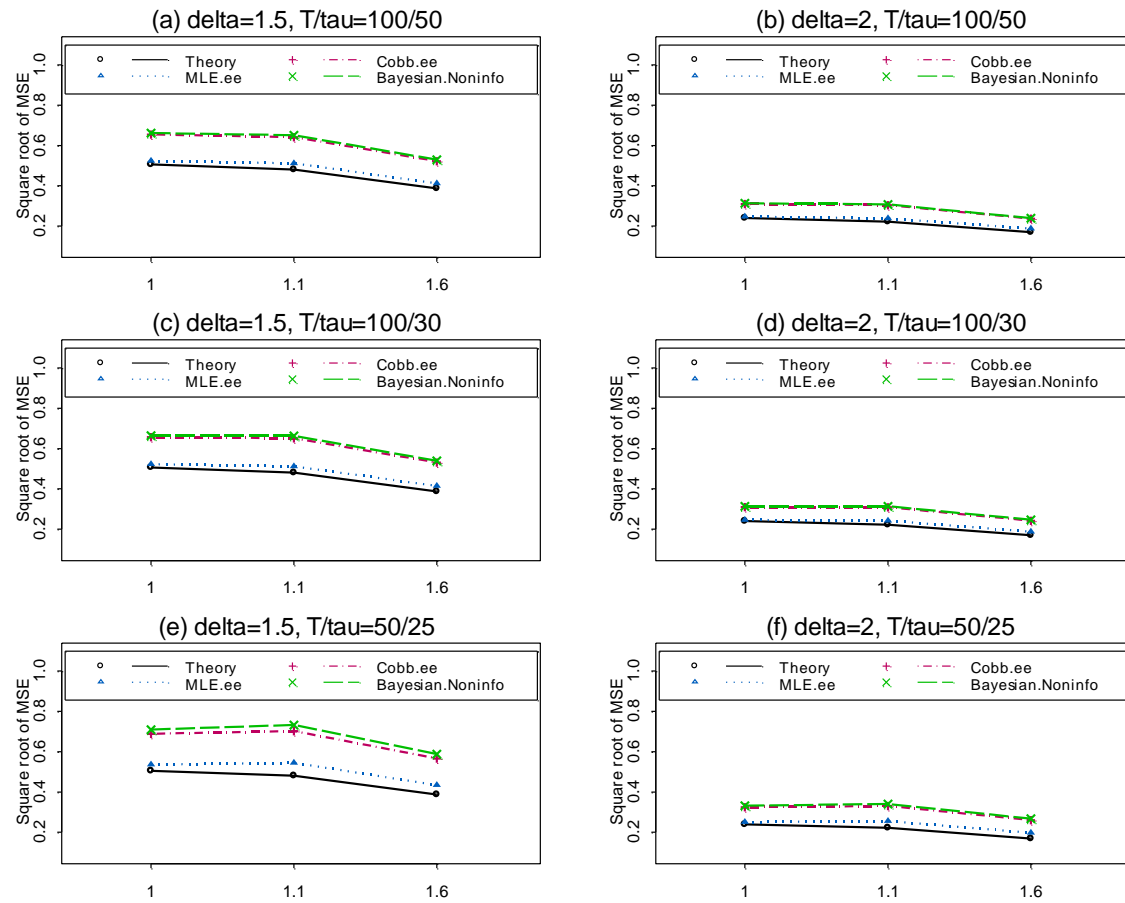 (a) delta=1.5, T/tau=100/50
Square root of MSE
0.2 0.4 0.6 0.8 1.0
Theory Cobb.ee
MLE.ee Bayesian.Noninfo
1 1.1 1.6
(b) delta=2, T/tau=100/50
Square root of MSE
0.2 0.4 0.6 0.8 1.0
Theory Cobb.ee
MLE.ee Bayesian.Noninfo
1 1.1 1.6
(c) delta=1.5, T/tau=100/30
Square root of MSE
0.2 0.4 0.6 0.8 1.0
Theory Cobb.ee
MLE.ee Bayesian.Noninfo
1 1.1 1.6
(d) delta=2, T/tau=100/30
Square root of MSE
0.2 0.4 0.6 0.8 1.0
Theory Cobb.ee
MLE.ee Bayesian.Noninfo
1 1.1 1.6
(e) delta=1.5, T/tau=50/25
Square root of MSE
0.2 0.4 0.6 0.8 1.0
Theory Cobb.ee
MLE.ee Bayesian.Noninfo
1 1.1 1.6
(f) delta=2, T/tau=50/25
Square root of MSE
0.2 0.4 0.6 0.8 1.0
Theory Cobb.ee
MLE.ee Bayesian.Noninfo
1 1.1 1.6